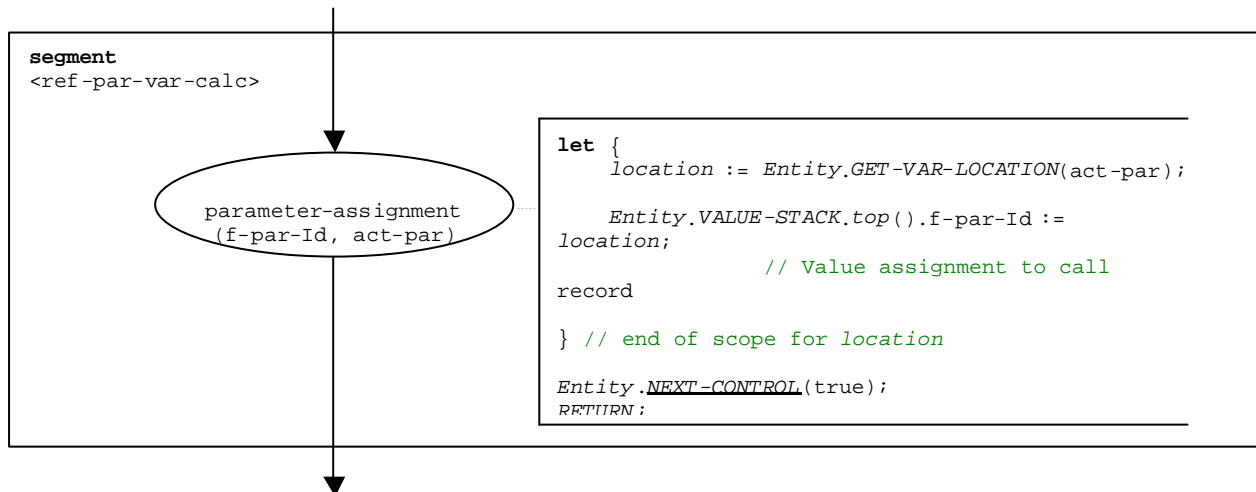 segment
<ref-par-var-calc>
parameter-assignment
(f-par-Id, act-par)
let {
location := Entity.GET-VAR-LOCATION(act-par);
Entity.VALUE-STACK.top().f-par-Id :=
location;
// Value assignment to call
record
} // end of scope for location
Entity.NEXT-CONTROL(true);
RETURN;